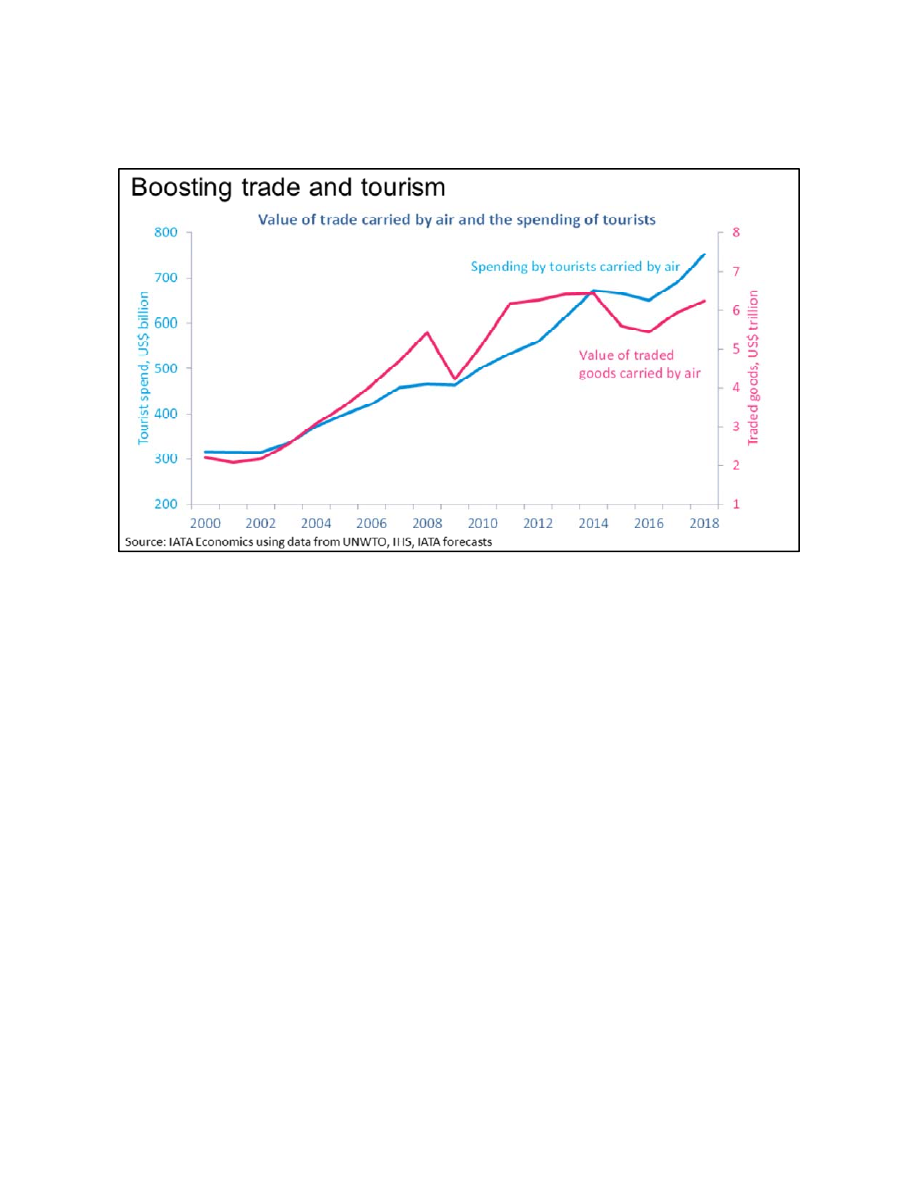 Boosting trade and tourism
Value of trade carried by air and the spending of tourists
Tourist spend, US$ billion
800
700
600
500
400
300
200
Spending by tourists carried by air
Value of traded
goods carried by air
8
7
6
5
4
3
2
1
Traded goods, US$ trillion
2000 2002 2004 2006 2008 2010 2012 2014 2016 2018
Source: IATA Economics using data from UNWTO, IHS, IATA forecasts